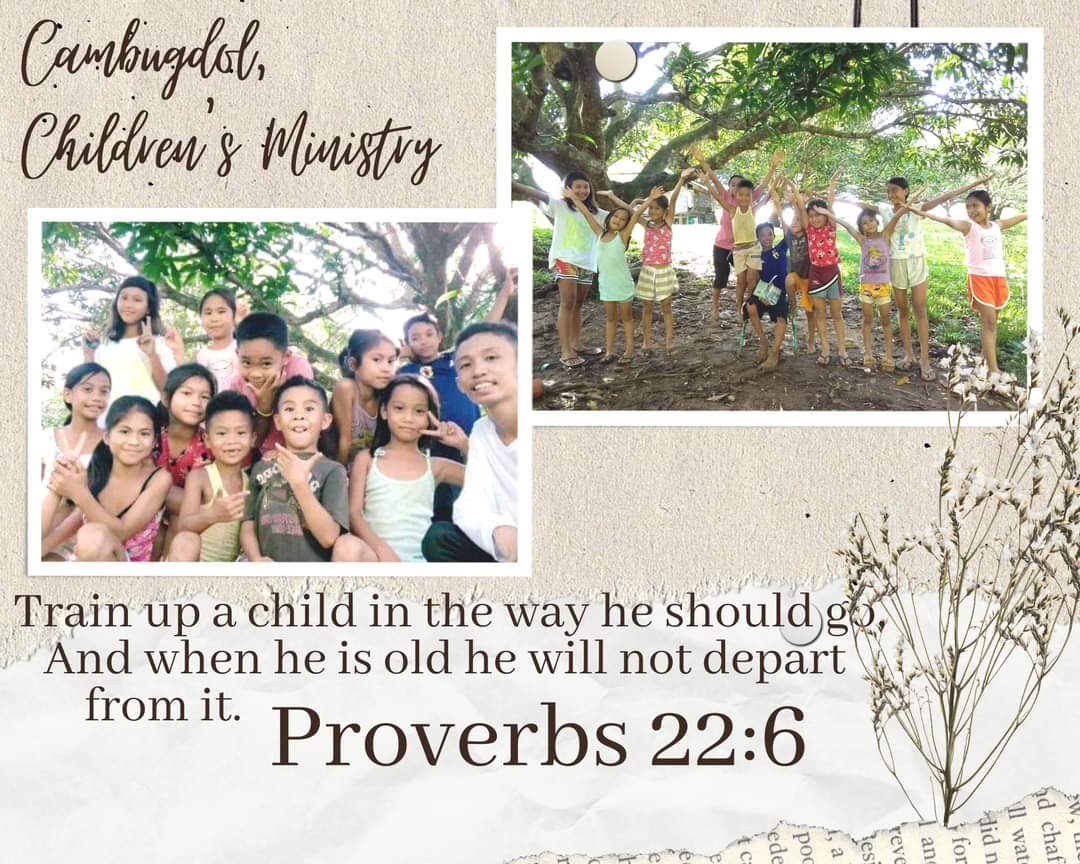 Cambugdol,
Children's Ministry
Train up a child in the way he should go,
And when he is old he will not depart
from it.
Proverbs 22:6